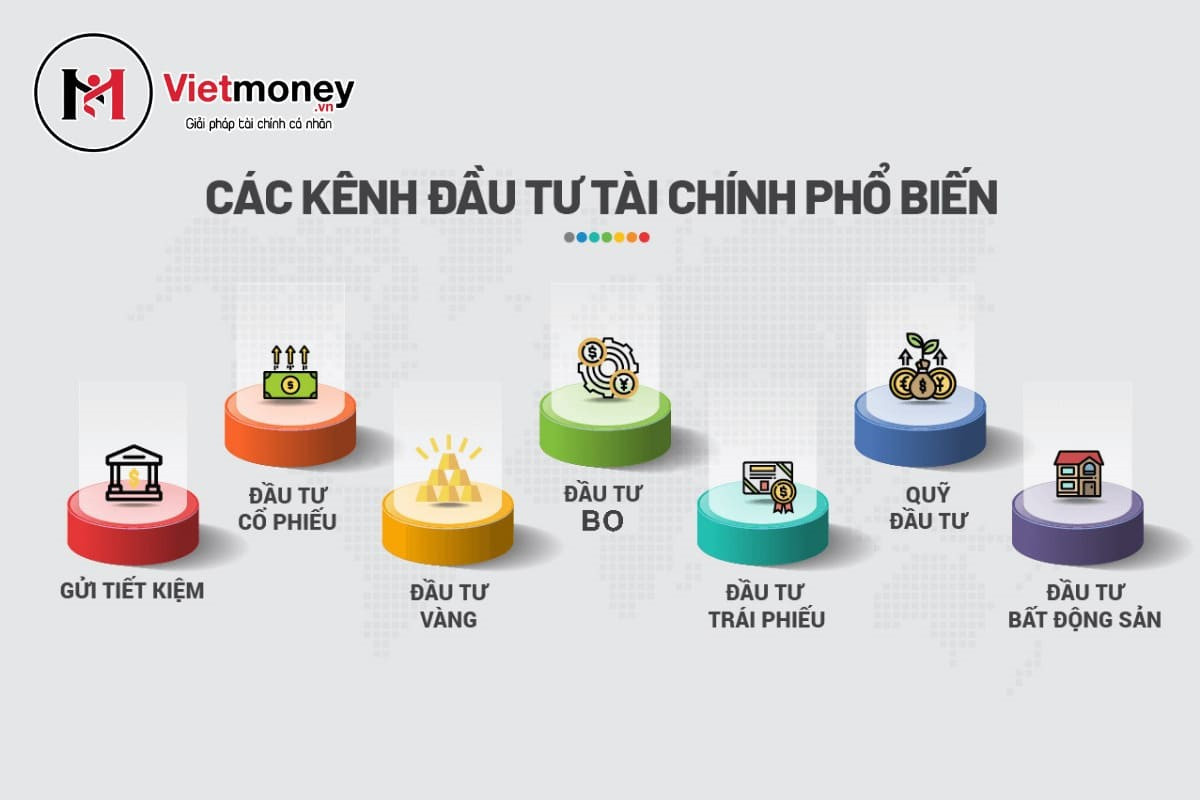 Vietmoney
.vn
Giải pháp tài chính cá nhân
CÁC KÊNH ĐẦU TƯ TÀI CHÍNH PHỔ BIẾN
GỬI TIẾT KIỆM
ĐẦU TƯ
CỔ PHIẾU
ĐẦU TƯ
VÀNG
ĐẦU TƯ
BO
ĐẦU TƯ
TRÁI PHIẾU
QUỸ
ĐẦU TƯ
ĐẦU TƯ
BẤT ĐỘNG SẢN